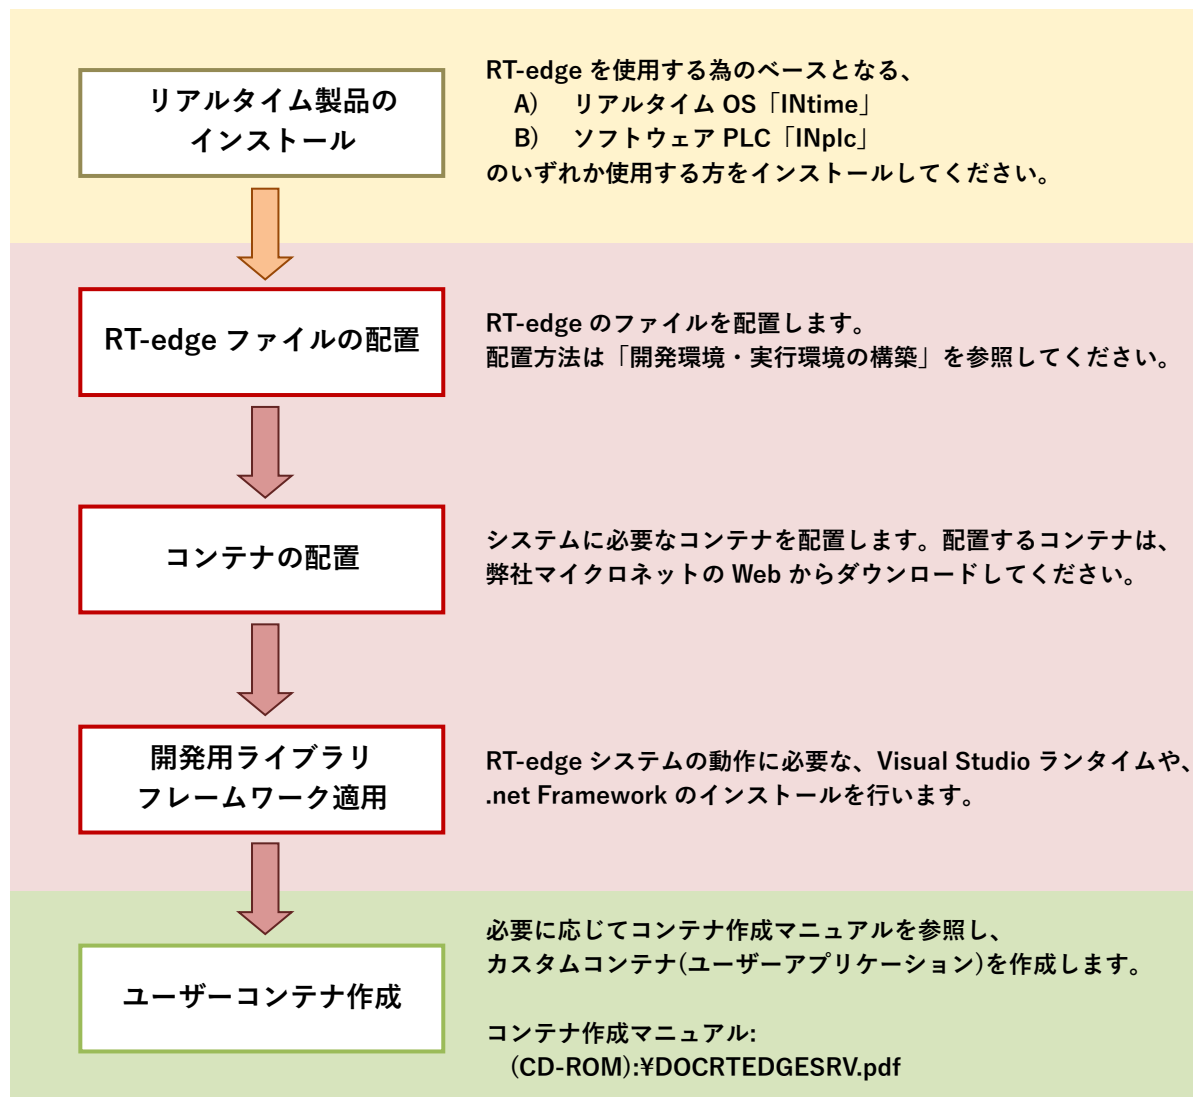 リアルタイム製品の
インストール
RT-edge を使用する為のベースとなる、
A) リアルタイム OS「INtime」
B) ソフトウェア PLC「INplc」
のいずれか使用する方をインストールしてください。
RT-edge ファイルの配置
RT-edge のファイルを配置します。
配置方法は「開発環境・実行環境の構築」を参照してください。
コンテナの配置
システムに必要なコンテナを配置します。配置するコンテナは、
弊社マイクロネットの Web からダウンロードしてください。
開発用ライブラリ
フレームワーク適用
RT-edge システムの動作に必要な、Visual Studio ランタイムや、
.net Framework のインストールを行います。
ユーザーコンテナ作成
必要に応じてコンテナ作成マニュアルを参照し、
カスタムコンテナ(ユーザーアプリケーション)を作成します。
コンテナ作成マニュアル:
(CD-ROM):¥DOCRTEDGESRV.pdf